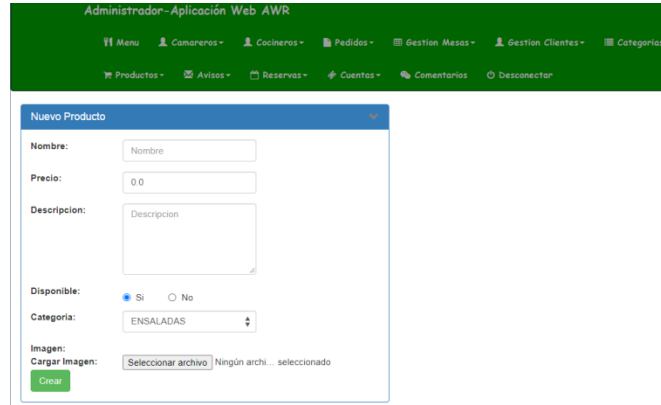 Administrador-Aplicación Web AWR
Menu Camareros Cocineros Pedidos Gestion Mesas Gestion Clientes Categorias
Productos Avisos Reservas Cuentas Comentarios Desconectar
Nuevo Producto
Nombre: Nombre
Precio: 0.0
Descripcion: Descripcion
Disponible: Si No
Categoria: ENSALADAS
Imagen:
Cargar Imagen: Seleccionar archivo Ningún archi... seleccionado
Crear